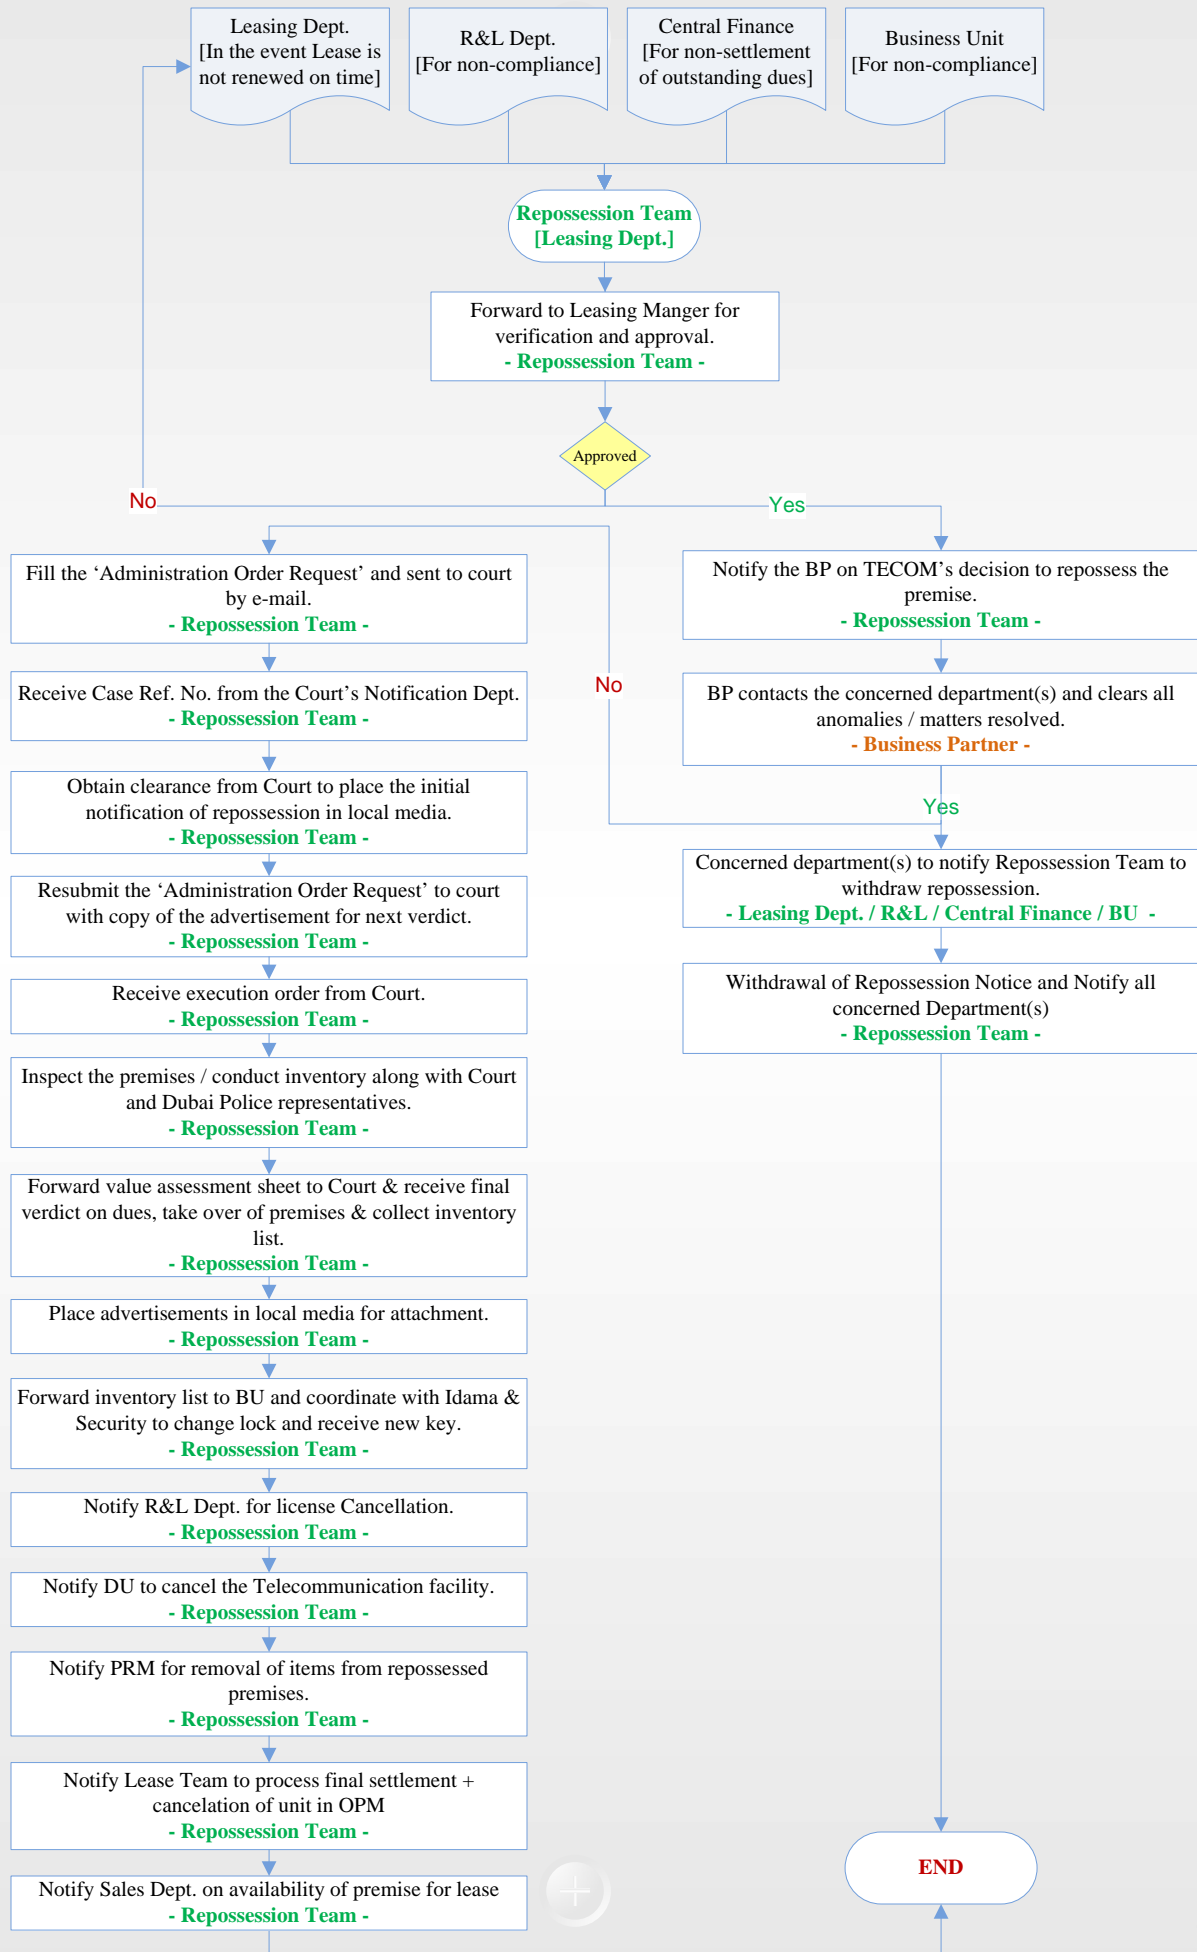 Leasing Dept.
[In the event Lease is
not renewed on time]
R&L Dept.
[For non-compliance]
Central Finance
[For non-settlement
of outstanding dues]
Business Unit
[For non-compliance]
Repossession Team
[Leasing Dept.]
Forward to Leasing Manger for
verification and approval.
- Repossession Team -
Approved
No
Yes
Fill the ‘Administration Order Request’ and sent to court
by e-mail.
- Repossession Team -
Receive Case Ref. No. from the Court’s Notification Dept.
- Repossession Team -
Obtain clearance from Court to place the initial
notification of repossession in local media.
- Repossession Team -
Resubmit the ‘Administration Order Request’ to court
with copy of the advertisement for next verdict.
- Repossession Team -
Receive execution order from Court.
- Repossession Team -
Inspect the premises / conduct inventory along with Court
and Dubai Police representatives.
- Repossession Team -
Forward value assessment sheet to Court & receive final
verdict on dues, take over of premises & collect inventory
list.
- Repossession Team -
Place advertisements in local media for attachment.
- Repossession Team -
Forward inventory list to BU and coordinate with Idama &
Security to change lock and receive new key.
- Repossession Team -
Notify R&L Dept. for license Cancellation.
- Repossession Team -
Notify DU to cancel the Telecommunication facility.
- Repossession Team -
Notify PRM for removal of items from repossessed
premises.
- Repossession Team -
Notify Lease Team to process final settlement +
cancelation of unit in OPM
- Repossession Team -
Notify Sales Dept. on availability of premise for lease
- Repossession Team -
No
Notify the BP on TECOM’s decision to repossess the
premise.
- Repossession Team -
BP contacts the concerned department(s) and clears all
anomalies / matters resolved.
- Business Partner -
Yes
Concerned department(s) to notify Repossession Team to
withdraw repossession.
- Leasing Dept. / R&L / Central Finance / BU -
Withdrawal of Repossession Notice and Notify all
concerned Department(s)
- Repossession Team -
END